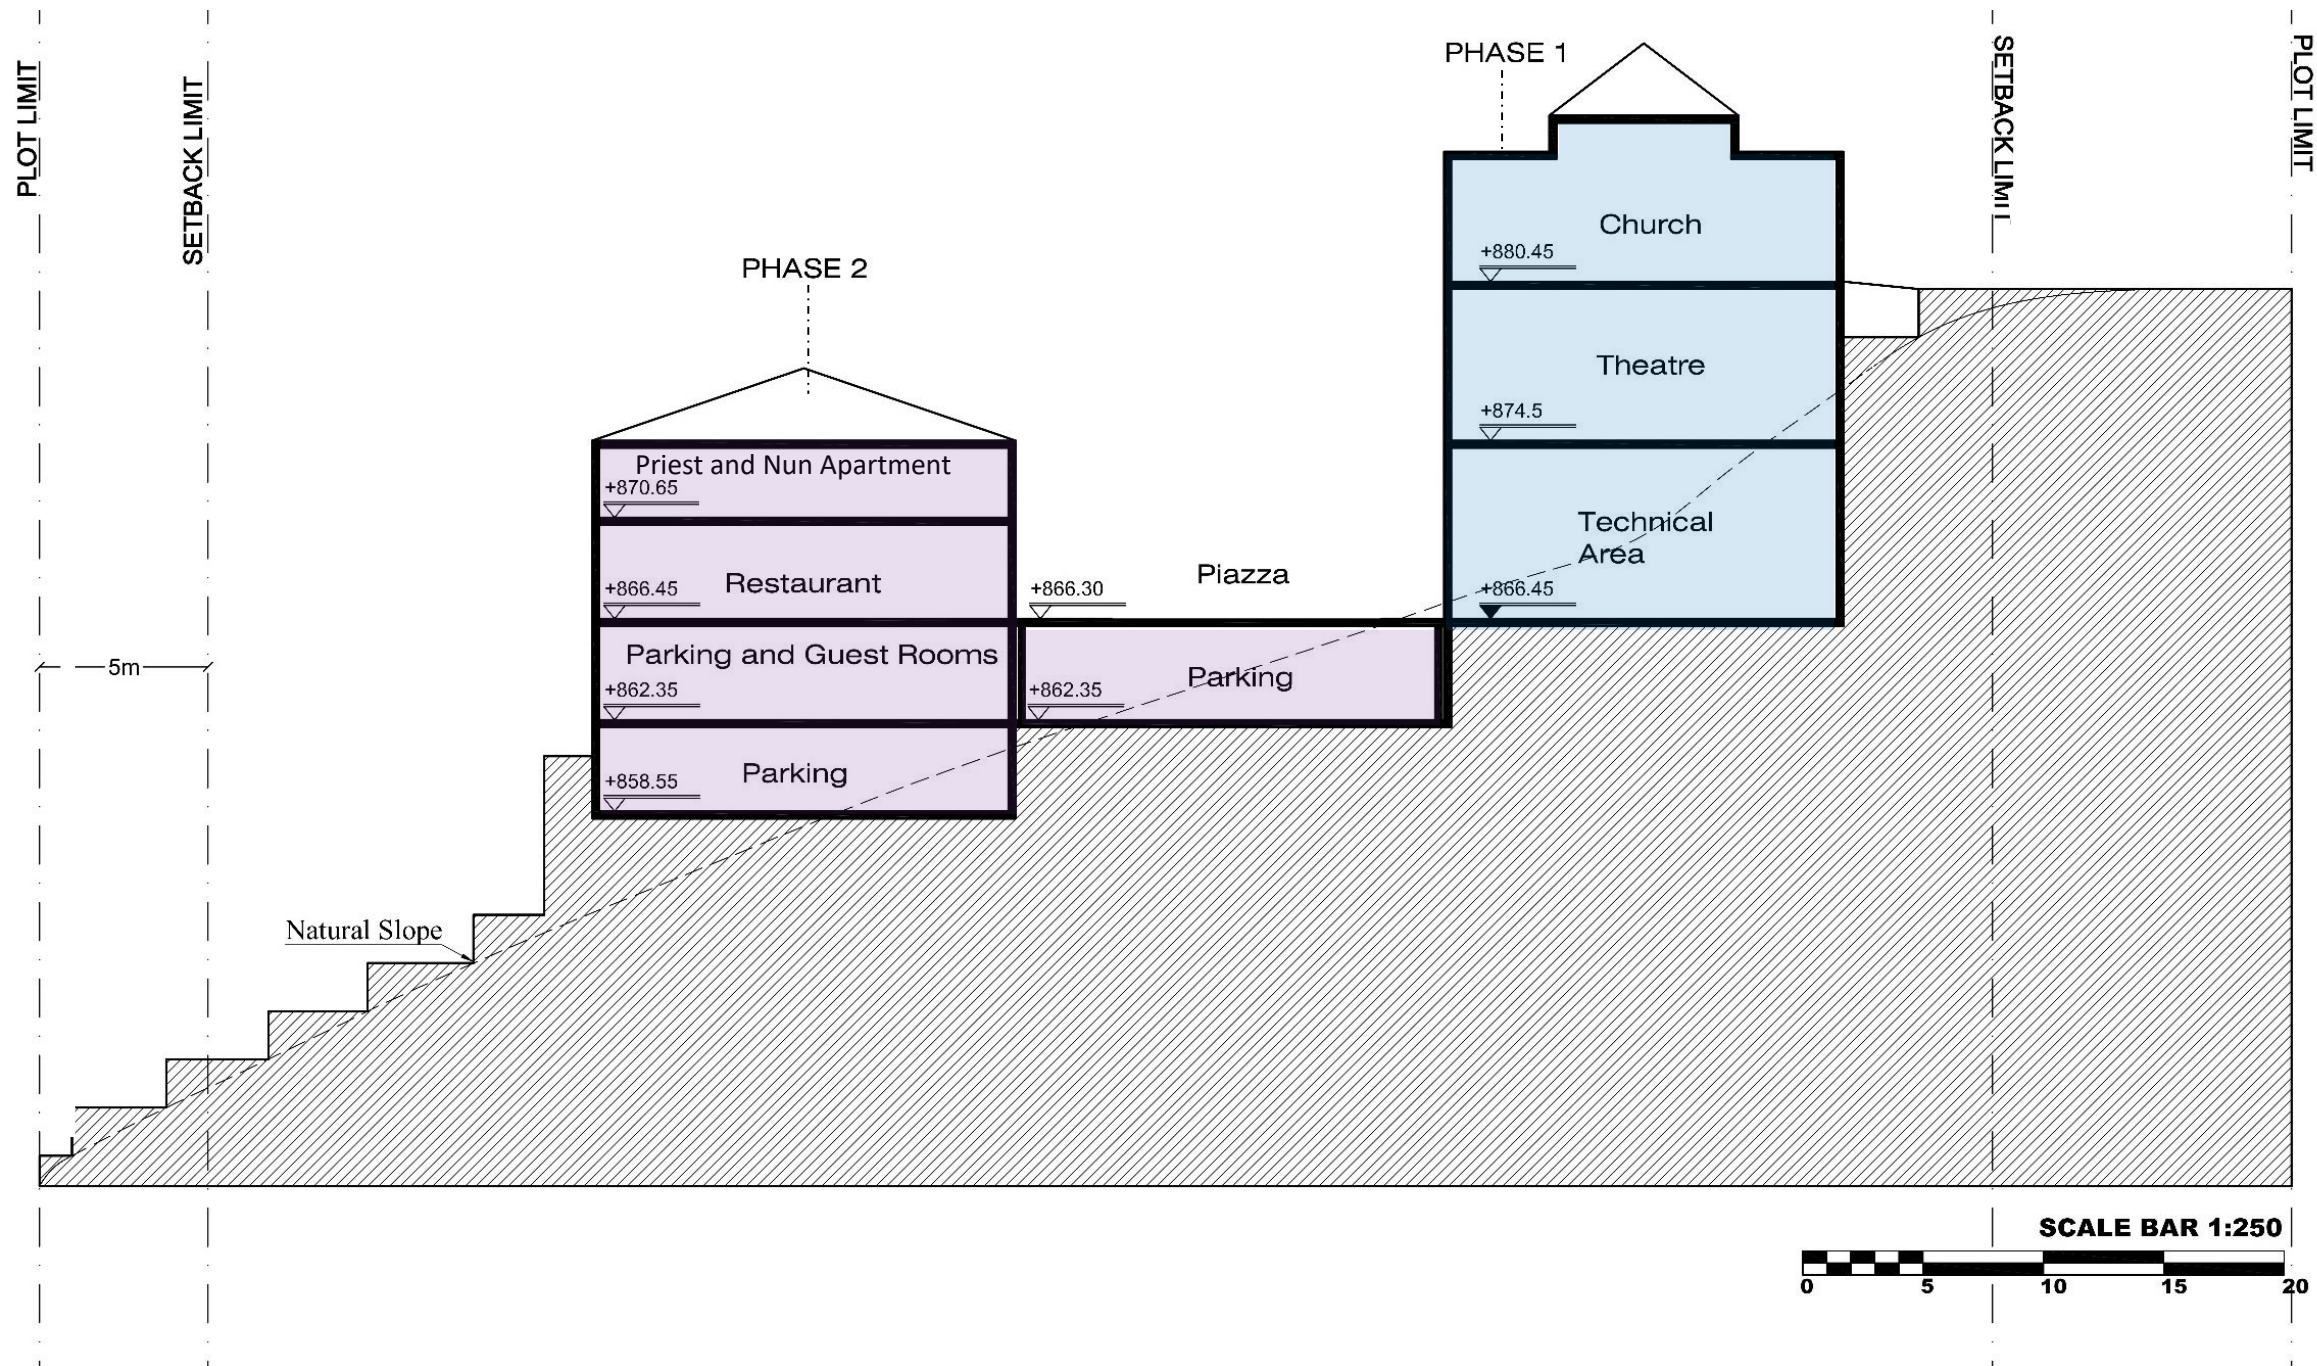 PLOT LIMIT
SETBACK LIMIT
PHASE 1
SETBACK LIMIT
PLOT LIMIT
PHASE 2
Church
+880.45
Theatre
+874.5
Technical
Area
+866.45
Priest and Nun Apartment
+870.65
Restaurant
+866.45
Piazza
+866.30
Parking and Guest Rooms
+862.35
Parking
+862.35
Parking
+858.55
5m
Natural Slope
SCALE BAR 1:250
0 5 10 15 20